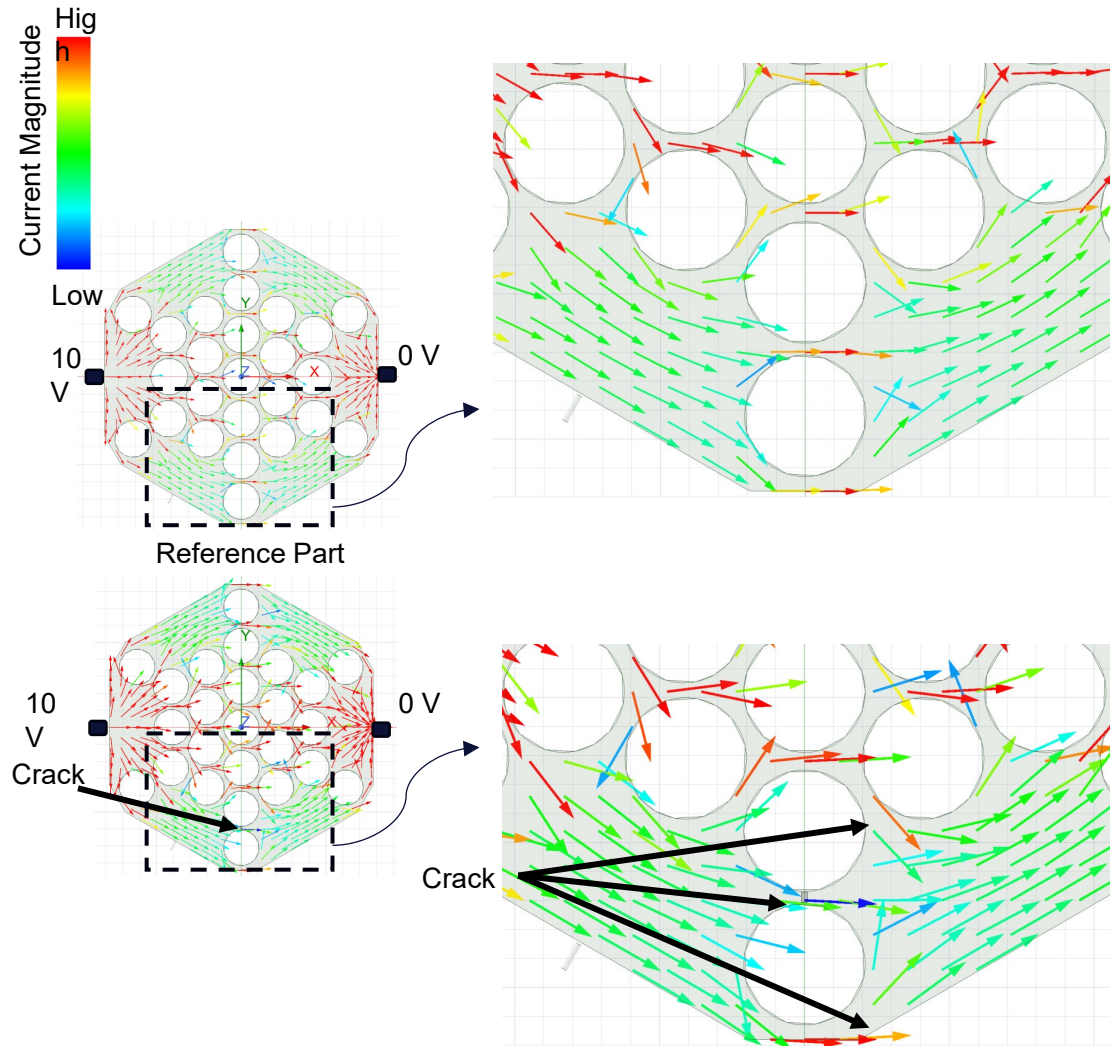 Hig
h
Current Magnitude
Low
10
V
0 V
Y
Z
X
Reference Part
10
V
0 V
Y
Z
X
Crack
Crack